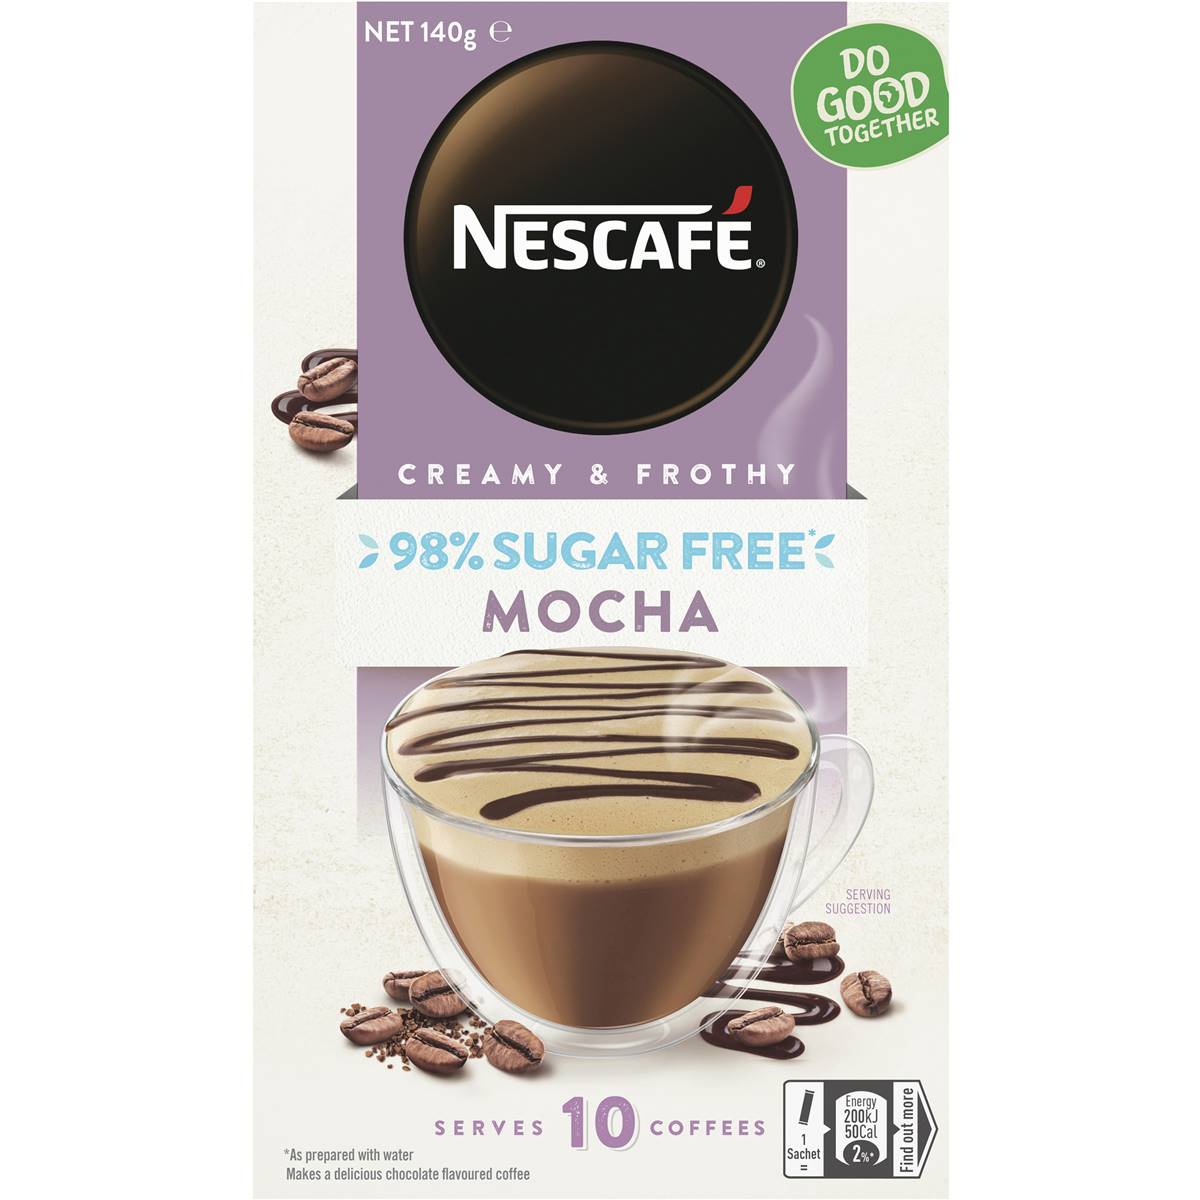 NET 140g ℮
DO
GOOD
TOGETHER
NESCAFÉ®
CREAMY & FROTHY
98% SUGAR FREE*
MOCHA
SERVING
SUGGESTION
SERVES 10 COFFEES
*As prepared with water
Makes a delicious chocolate flavoured coffee
1
Sachet
=
Energy
200kJ
50Cal
2%*
Find out more